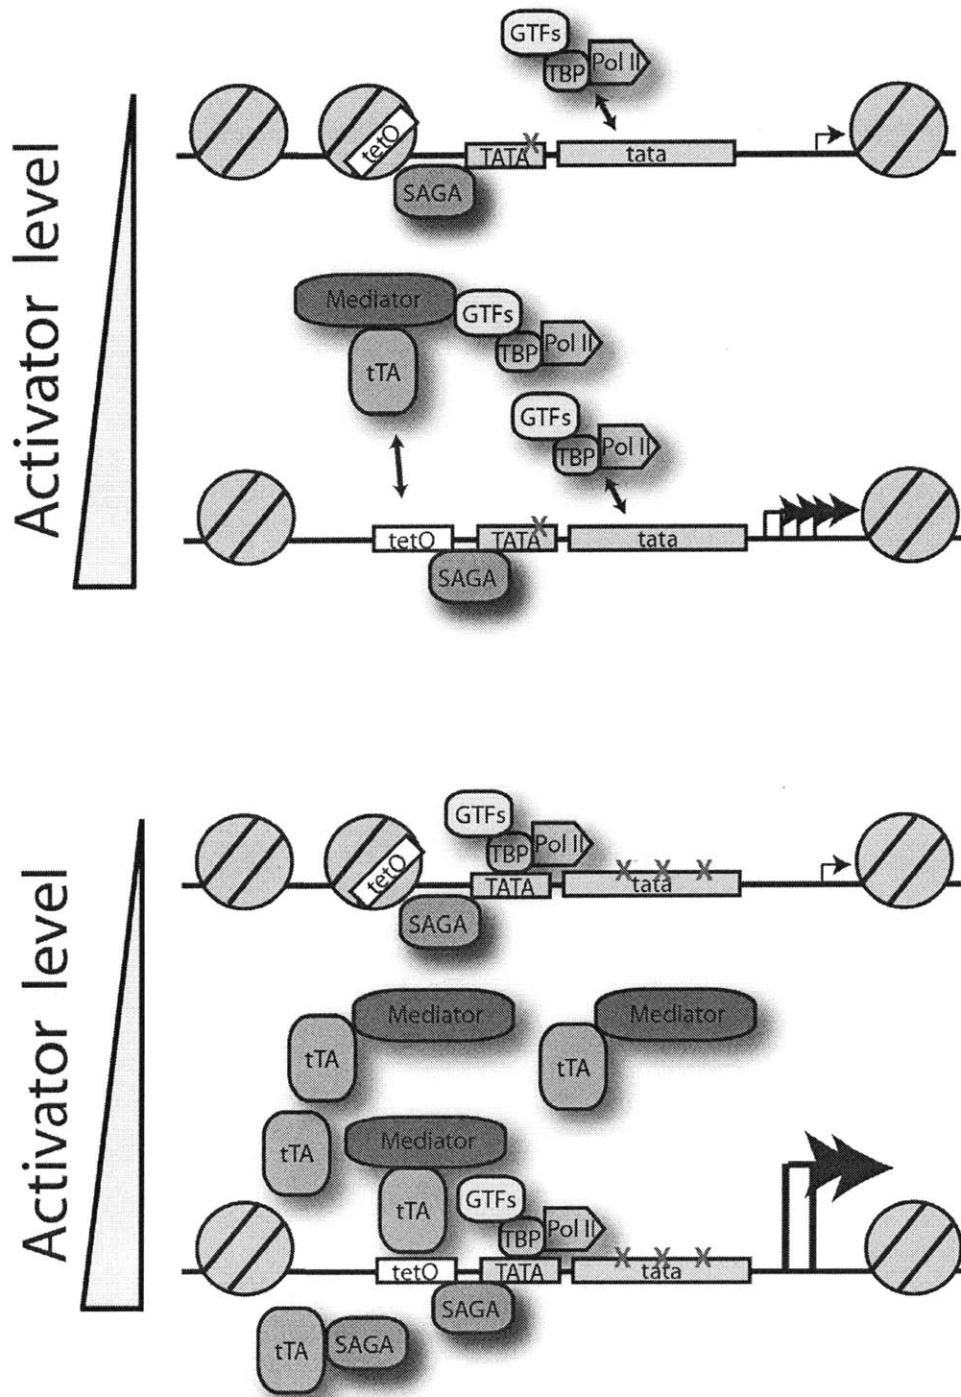 GTFs
TBP
Pol II
tetO
TATA
X
tata
SAGA
Activator level
Mediator
GTFs
TBP
Pol II
tTA
GTFs
TBP
Pol II
tetO
TATA
X
tata
SAGA
Activator level
GTFs
TBP
Pol II
tetO
TATA
X X X
tata
SAGA
Mediator
tTA
Mediator
tTA
tTA
Mediator
tTA
GTFs
TBP
Pol II
tetO
TATA
X X X
tata
SAGA
tTA
SAGA